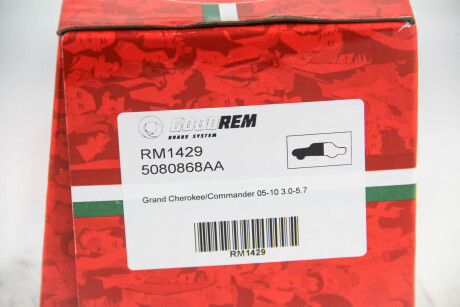 GOODREM
BRAKE SYSTEM
RM1429
5080868AA
Grand Cherokee/Commander 05-10 3.0-5.7
RM1429